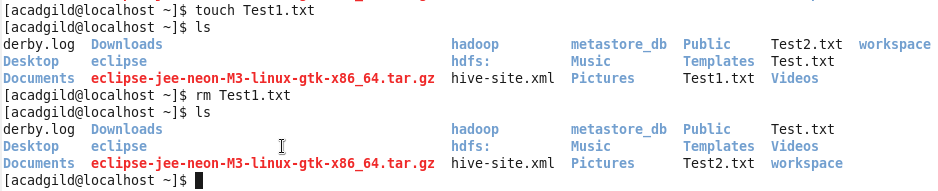 [acadgild@localhost ~]$ touch Test1.txt
[acadgild@localhost ~]$ ls
derby.log  Downloads                                    hadoop         metastore_db  Public     Test2.txt  workspace
Desktop    eclipse                                      hdfs:          Music         Templates  Test.txt
Documents  eclipse-jee-neon-M3-linux-gtk-x86_64.tar.gz  hive-site.xml  Pictures      Test1.txt  Videos
[acadgild@localhost ~]$ rm Test1.txt
[acadgild@localhost ~]$ ls
derby.log  Downloads                                    hadoop         metastore_db  Public     Test.txt
Desktop    eclipse                                      hdfs:          Music         Templates  Videos
Documents  eclipse-jee-neon-M3-linux-gtk-x86_64.tar.gz  hive-site.xml  Pictures      Test2.txt  workspace
[acadgild@localhost ~]$